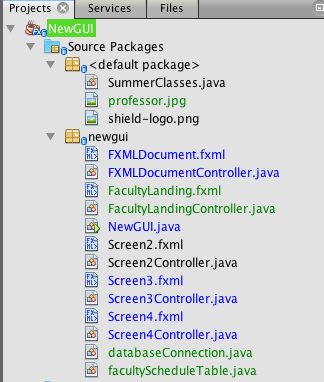 Projects Services Files
NewGUI
Source Packages
<default package>
SummerClasses.java
professor.jpg
shield-logo.png
newgui
FXMLDocument.fxml
FXMLDocumentController.java
FacultyLanding.fxml
FacultyLandingController.java
NewGUI.java
Screen2.fxml
Screen2Controller.java
Screen3.fxml
Screen3Controller.java
Screen4.fxml
Screen4Controller.java
databaseConnection.java
facultyScheduleTable.java